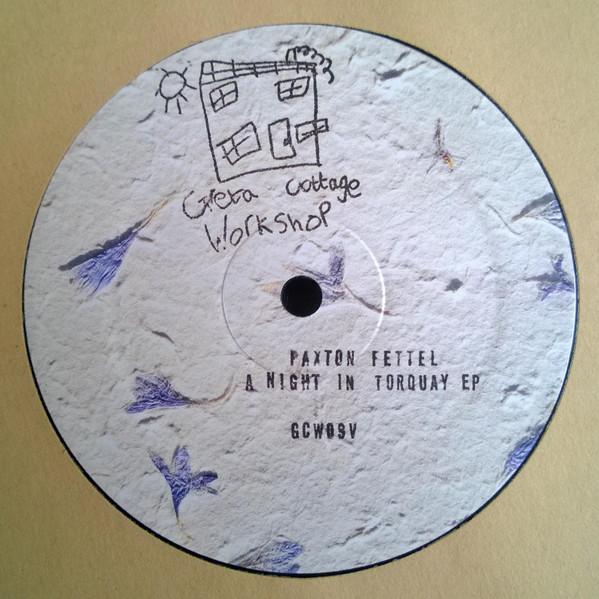 Greta Cottage
Workshop
PAXTON FETTEL
A NIGHT IN TORQUAY EP
GCW09V